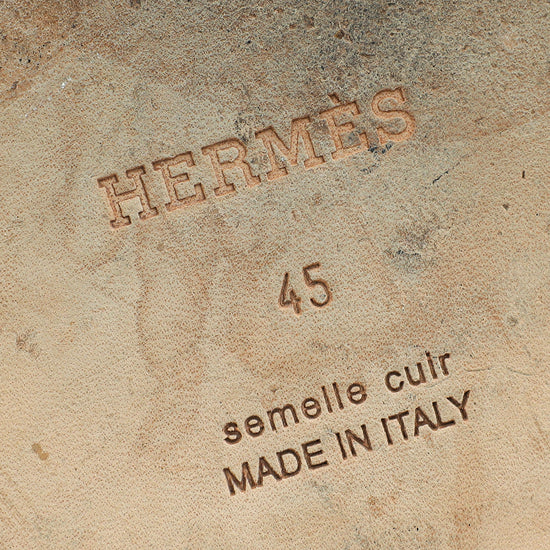 HERMÈS
45
semelle cuir
MADE IN ITALY